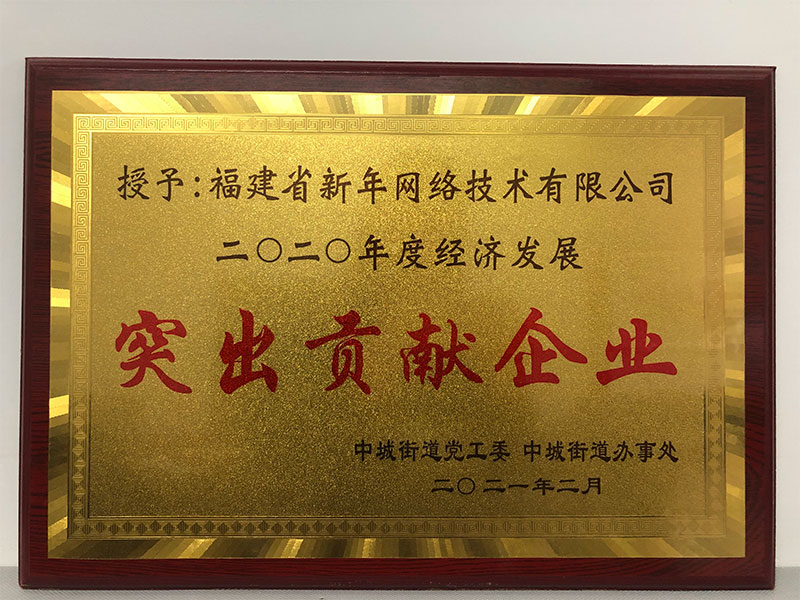 授予:福建省新年网络技术有限公司
二〇二〇年度经济发展
突出贡献企业
中城街道党工委 中城街道办事处
二〇二一年二月